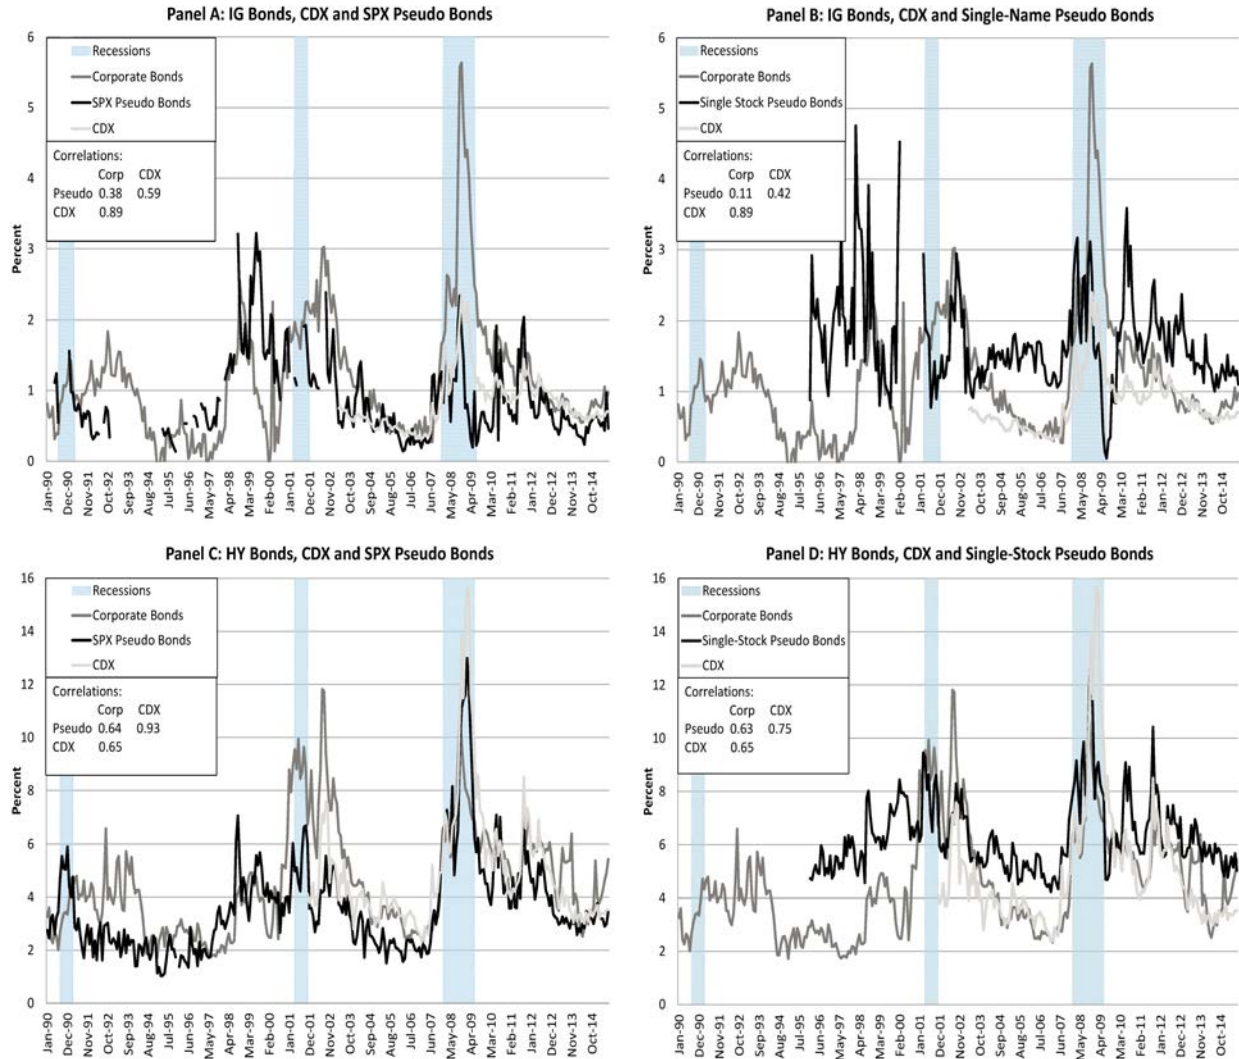 Panel A: IG Bonds, CDX and SPX Pseudo Bonds
6
5
4
3
2
1
0
Percent
Recessions
Corporate Bonds
SPX Pseudo Bonds
CDX
Correlations:
Corp CDX
Pseudo 0.38 0.59
CDX 0.89
Jan-90
Dec-90
Nov-91
Oct-92
Sep-93
Aug-94
Jul-95
Jun-96
May-97
Apr-98
Mar-99
Feb-00
Jan-01
Dec-01
Nov-02
Oct-03
Sep-04
Aug-05
Jul-06
Jun-07
May-08
Apr-09
Mar-10
Feb-11
Jan-12
Dec-12
Nov-13
Oct-14
Panel B: IG Bonds, CDX and Single-Name Pseudo Bonds
6
5
4
3
2
1
0
Percent
Recessions
Corporate Bonds
Single Stock Pseudo Bonds
CDX
Correlations:
Corp CDX
Pseudo 0.11 0.42
CDX 0.89
Jan-90
Dec-90
Nov-91
Oct-92
Sep-93
Aug-94
Jul-95
Jun-96
May-97
Apr-98
Mar-99
Feb-00
Jan-01
Dec-01
Nov-02
Oct-03
Sep-04
Aug-05
Jul-06
Jun-07
May-08
Apr-09
Mar-10
Feb-11
Jan-12
Dec-12
Nov-13
Oct-14
Panel C: HY Bonds, CDX and SPX Pseudo Bonds
16
14
12
10
8
6
4
2
0
Percent
Recessions
Corporate Bonds
SPX Pseudo Bonds
CDX
Correlations:
Corp CDX
Pseudo 0.64 0.93
CDX 0.65
Jan-90
Dec-90
Nov-91
Oct-92
Sep-93
Aug-94
Jul-95
Jun-96
May-97
Apr-98
Mar-99
Feb-00
Jan-01
Dec-01
Nov-02
Oct-03
Sep-04
Aug-05
Jul-06
Jun-07
May-08
Apr-09
Mar-10
Feb-11
Jan-12
Dec-12
Nov-13
Oct-14
Panel D: HY Bonds, CDX and Single-Stock Pseudo Bonds
16
14
12
10
8
6
4
2
0
Percent
Recessions
Corporate Bonds
Single-Stock Pseudo Bonds
CDX
Correlations:
Corp CDX
Pseudo 0.63 0.75
CDX 0.65
Jan-90
Dec-90
Nov-91
Oct-92
Sep-93
Aug-94
Jul-95
Jun-96
May-97
Apr-98
Mar-99
Feb-00
Jan-01
Dec-01
Nov-02
Oct-03
Sep-04
Aug-05
Jul-06
Jun-07
May-08
Apr-09
Mar-10
Feb-11
Jan-12
Dec-12
Nov-13
Oct-14